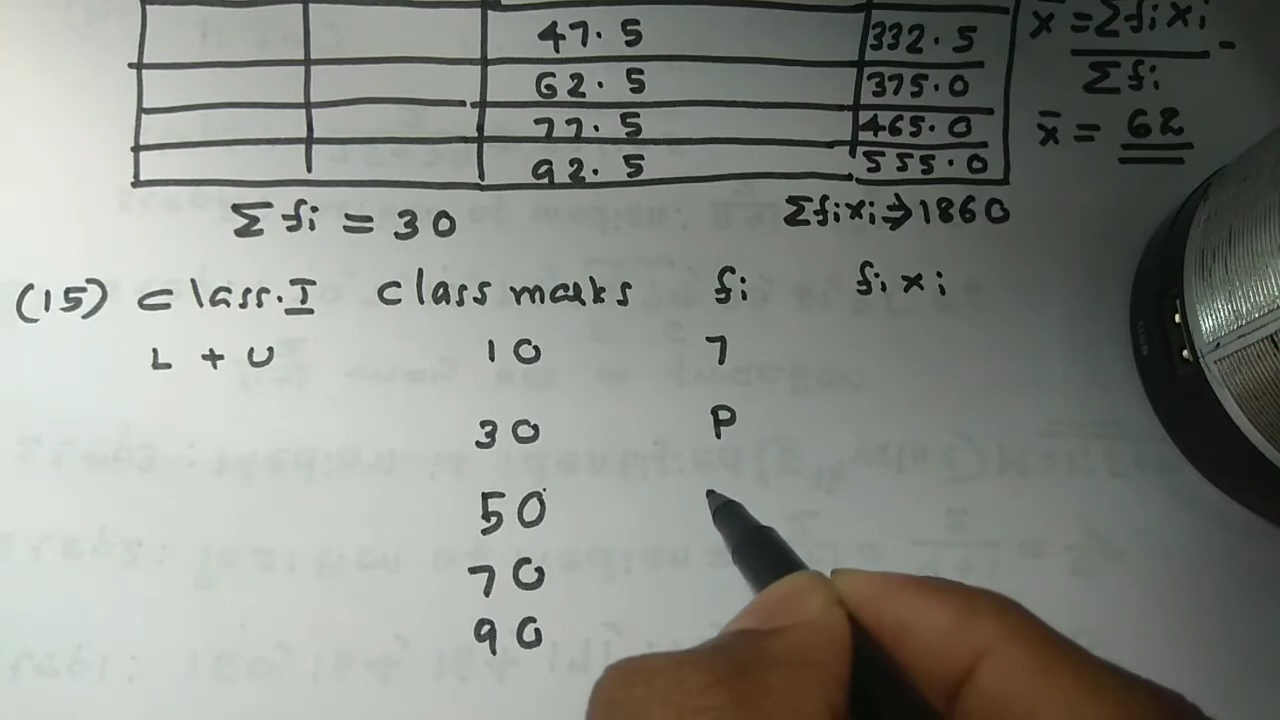 47.5 332.5
62.5 375.0
77.5 465.0
92.5 555.0
x̄ = Σfixi -
Σfi
x̄ = 62
Σfi = 30 Σfixi ⇒ 1860
(15) class.I class marks fi fixi
L + U 10 7
30 P
50
70
90